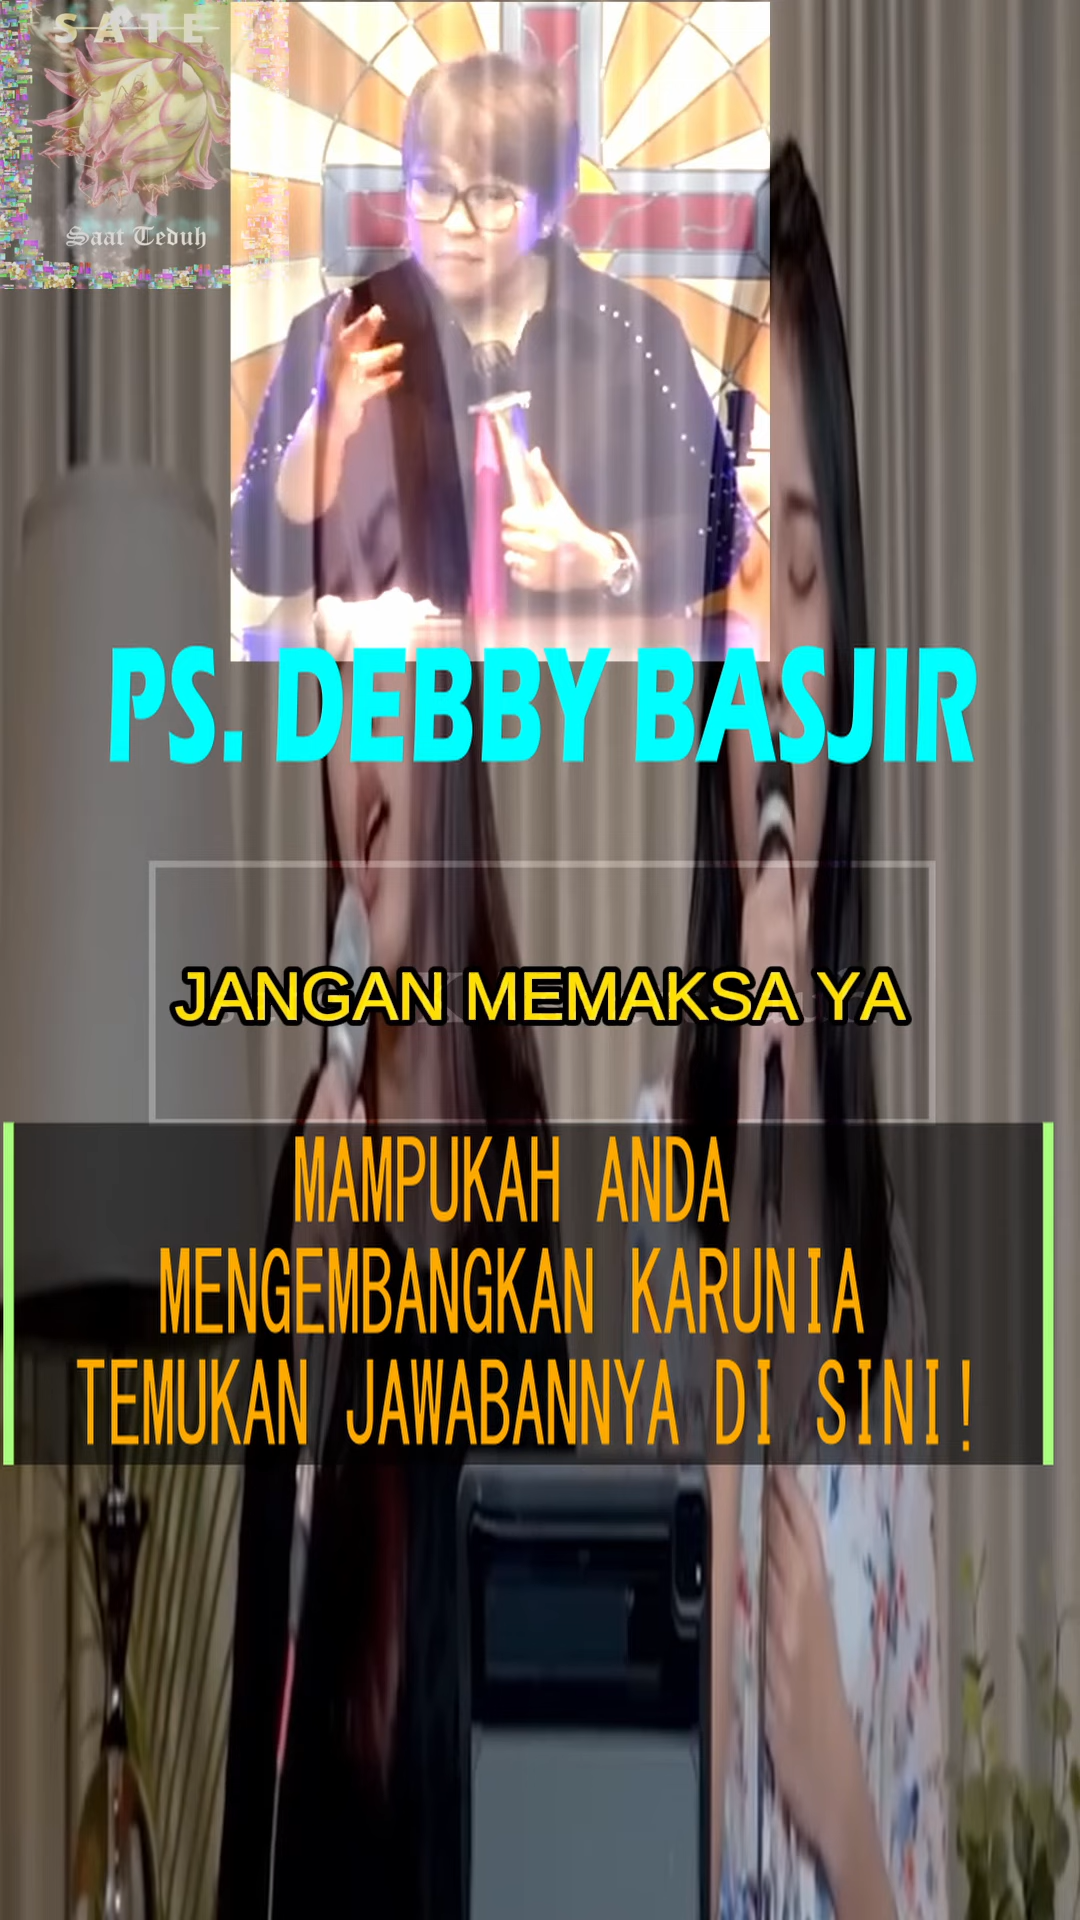 SATE
Saat Teduh
PS. DEBBY BASJIR
JANGAN MEMAKSA YA
MAMPUKAH ANDA
MENGEMBANGKAN KARUNIA
TEMUKAN JAWABANNYA DI SINI!